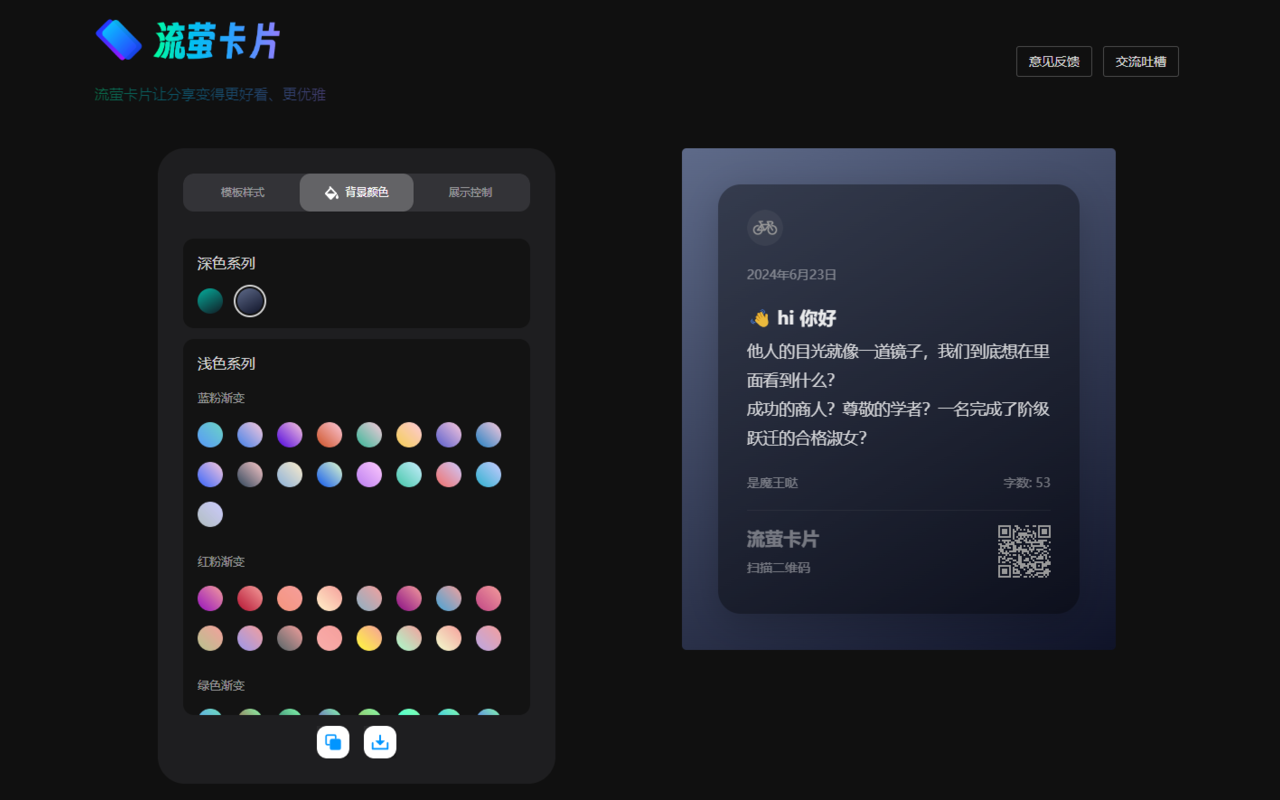 流萤卡片
流萤卡片让分享变得更好看、更优雅
意见反馈
交流吐槽
模板样式
背景颜色
展示控制
深色系列
浅色系列
蓝粉渐变
红粉渐变
绿色渐变
2024年6月23日
👋 hi 你好
他人的目光就像一道镜子，我们到底想在里
面看到什么？
成功的商人？尊敬的学者？一名完成了阶级
跃迁的合格淑女？
是魔王哒
字数: 53
流萤卡片
扫描二维码